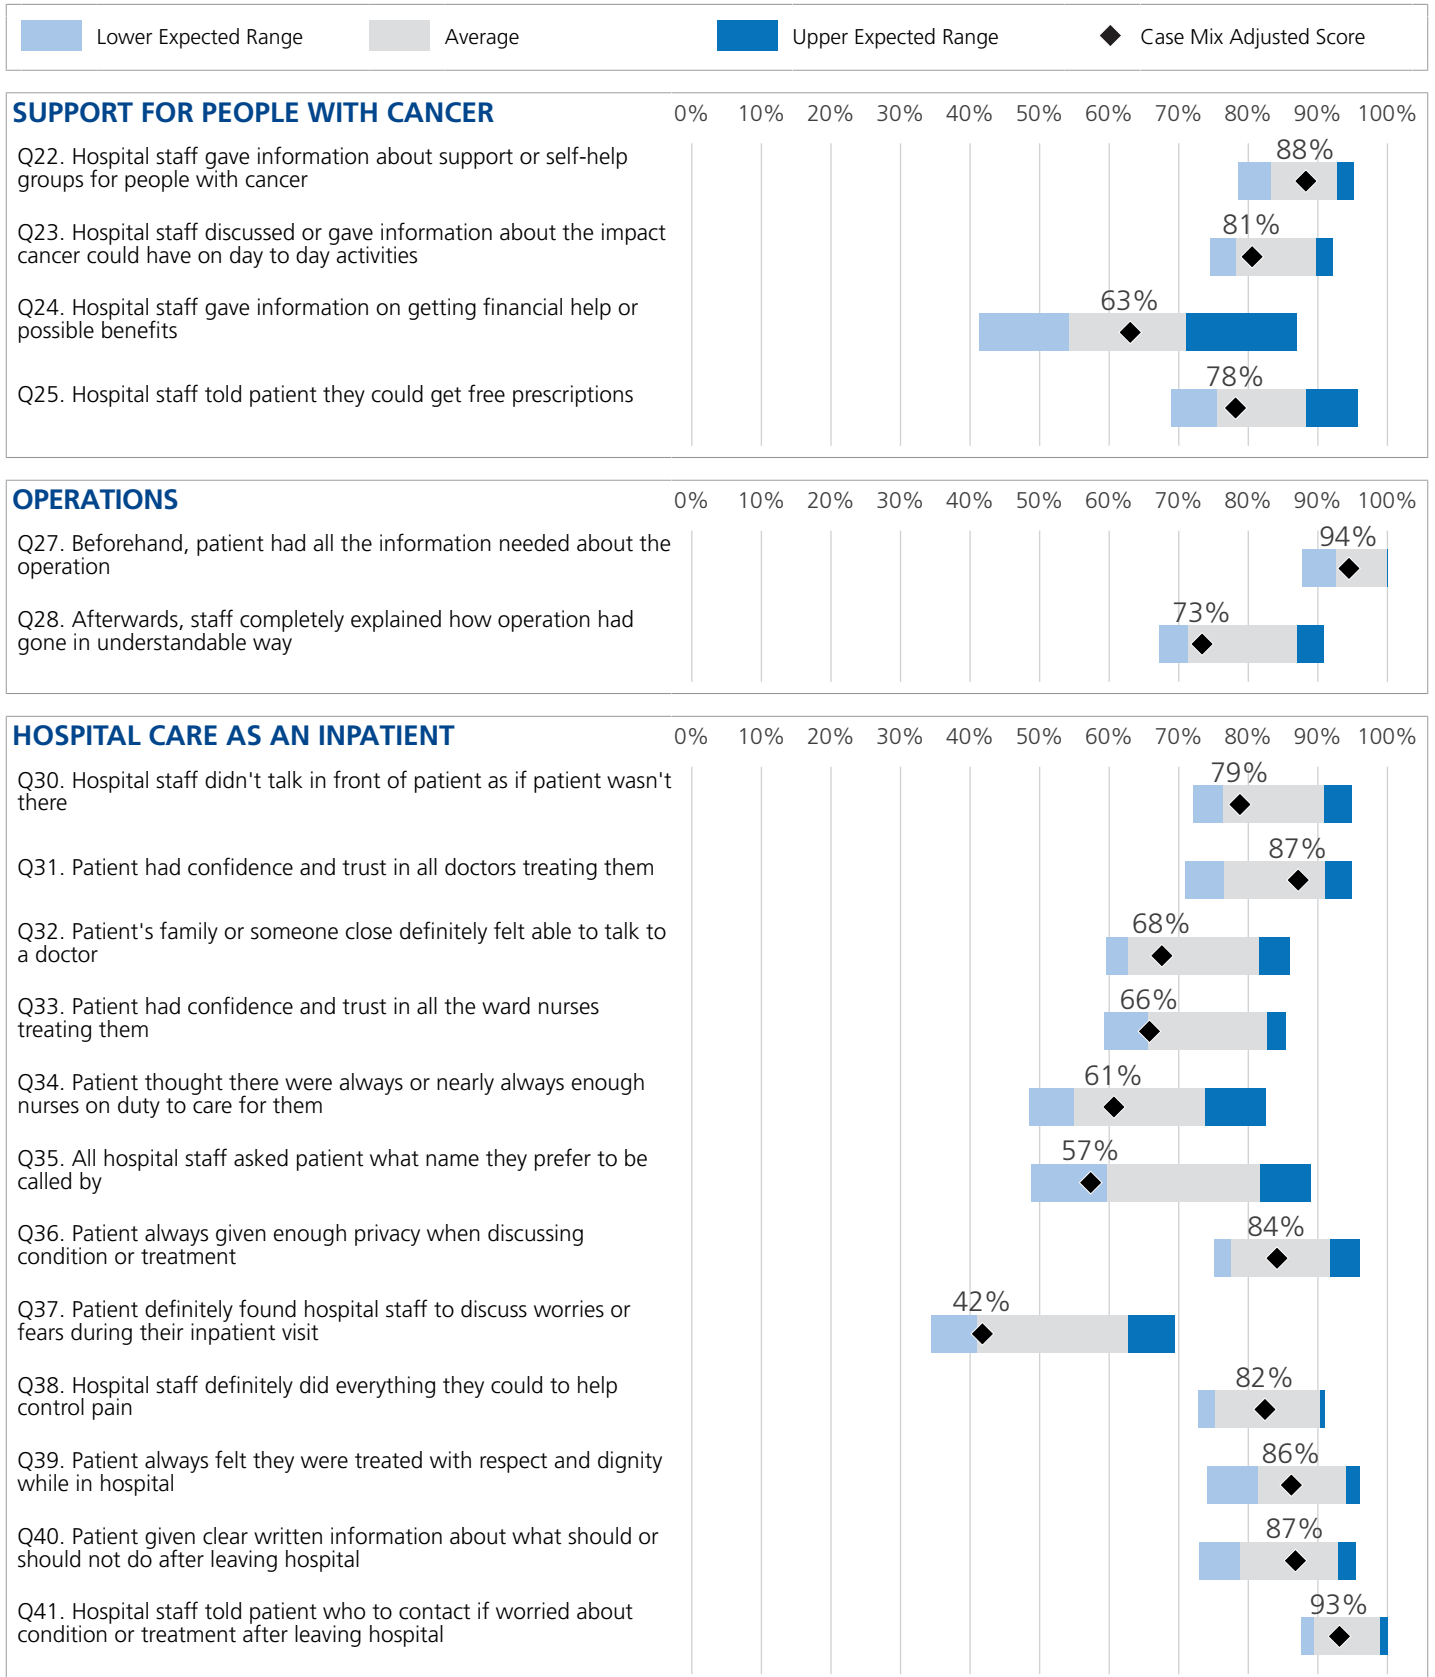 Lower Expected Range Average Upper Expected Range Case Mix Adjusted Score
SUPPORT FOR PEOPLE WITH CANCER 0% 10% 20% 30% 40% 50% 60% 70% 80% 90% 100%
Q22. Hospital staff gave information about support or self-help
groups for people with cancer
88%
Q23. Hospital staff discussed or gave information about the impact
cancer could have on day to day activities
81%
Q24. Hospital staff gave information on getting financial help or
possible benefits
63%
Q25. Hospital staff told patient they could get free prescriptions
78%
OPERATIONS 0% 10% 20% 30% 40% 50% 60% 70% 80% 90% 100%
Q27. Beforehand, patient had all the information needed about the
operation
94%
Q28. Afterwards, staff completely explained how operation had
gone in understandable way
73%
HOSPITAL CARE AS AN INPATIENT 0% 10% 20% 30% 40% 50% 60% 70% 80% 90% 100%
Q30. Hospital staff didn't talk in front of patient as if patient wasn't
there
79%
Q31. Patient had confidence and trust in all doctors treating them
87%
Q32. Patient's family or someone close definitely felt able to talk to
a doctor
68%
Q33. Patient had confidence and trust in all the ward nurses
treating them
66%
Q34. Patient thought there were always or nearly always enough
nurses on duty to care for them
61%
Q35. All hospital staff asked patient what name they prefer to be
called by
57%
Q36. Patient always given enough privacy when discussing
condition or treatment
84%
Q37. Patient definitely found hospital staff to discuss worries or
fears during their inpatient visit
42%
Q38. Hospital staff definitely did everything they could to help
control pain
82%
Q39. Patient always felt they were treated with respect and dignity
while in hospital
86%
Q40. Patient given clear written information about what should or
should not do after leaving hospital
87%
Q41. Hospital staff told patient who to contact if worried about
condition or treatment after leaving hospital
93%